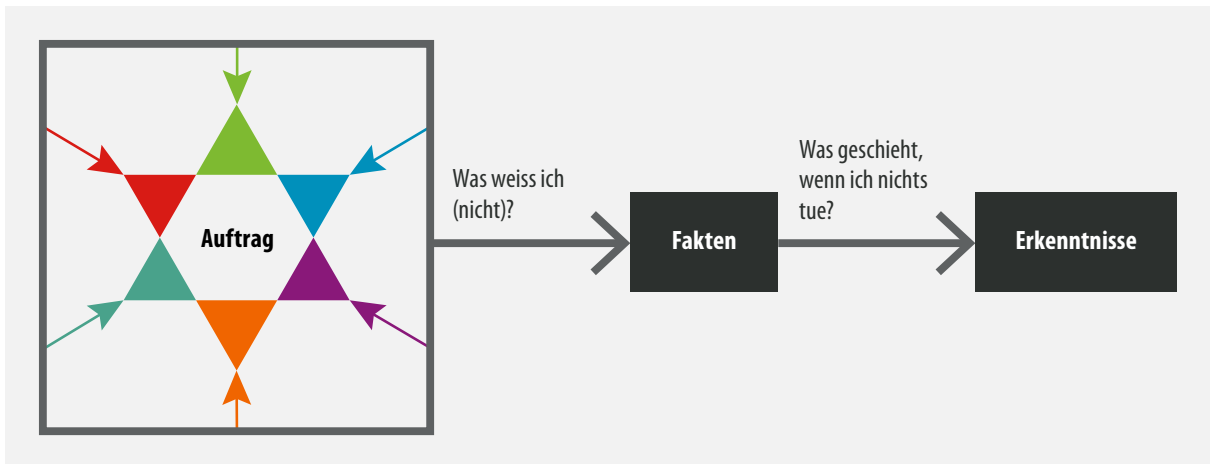 Auftrag
Was weiss ich
(nicht)?
Fakten
Was geschieht,
wenn ich nichts
tue?
Erkenntnisse